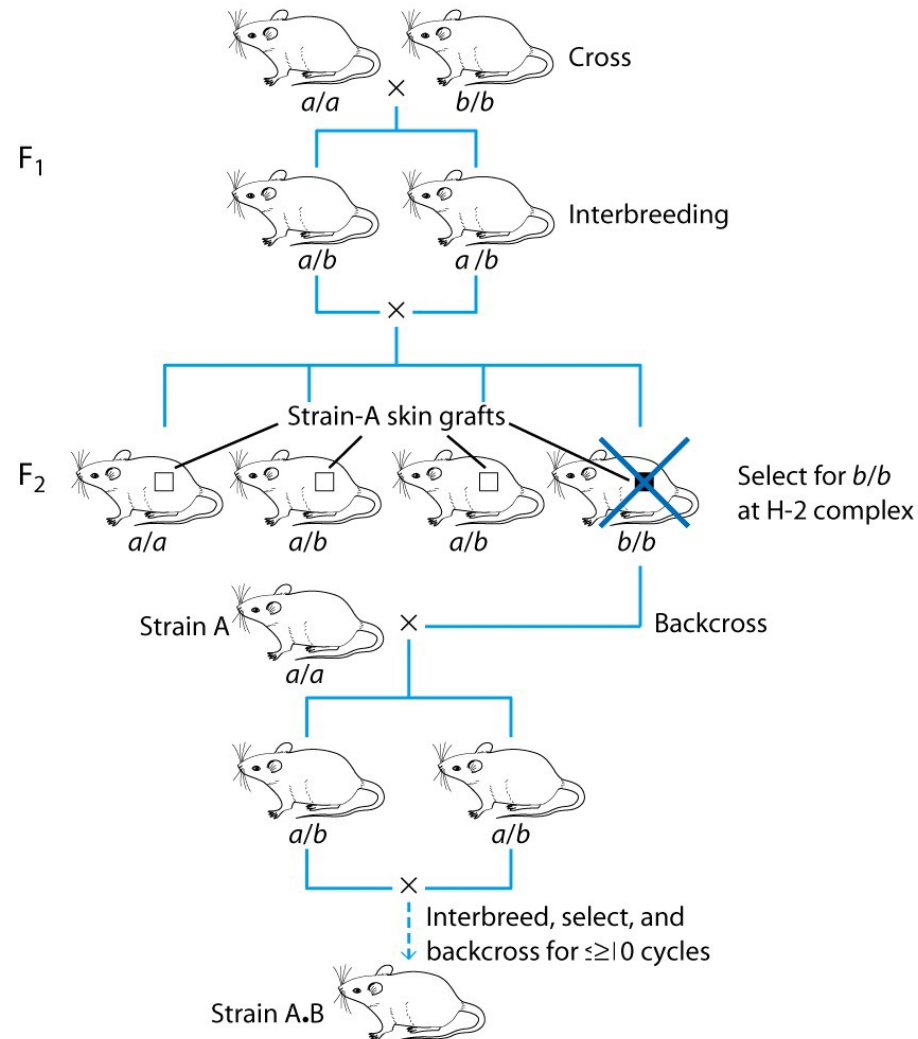 Cross
a/a × b/b
F1
Interbreeding
a/b a/b
×
Strain-A skin grafts
F2
Select for b/b
at H-2 complex
a/a a/b a/b b/b
Strain A × Backcross
a/a
a/b a/b
×
Interbreed, select, and
backcross for cycles
Strain A.B